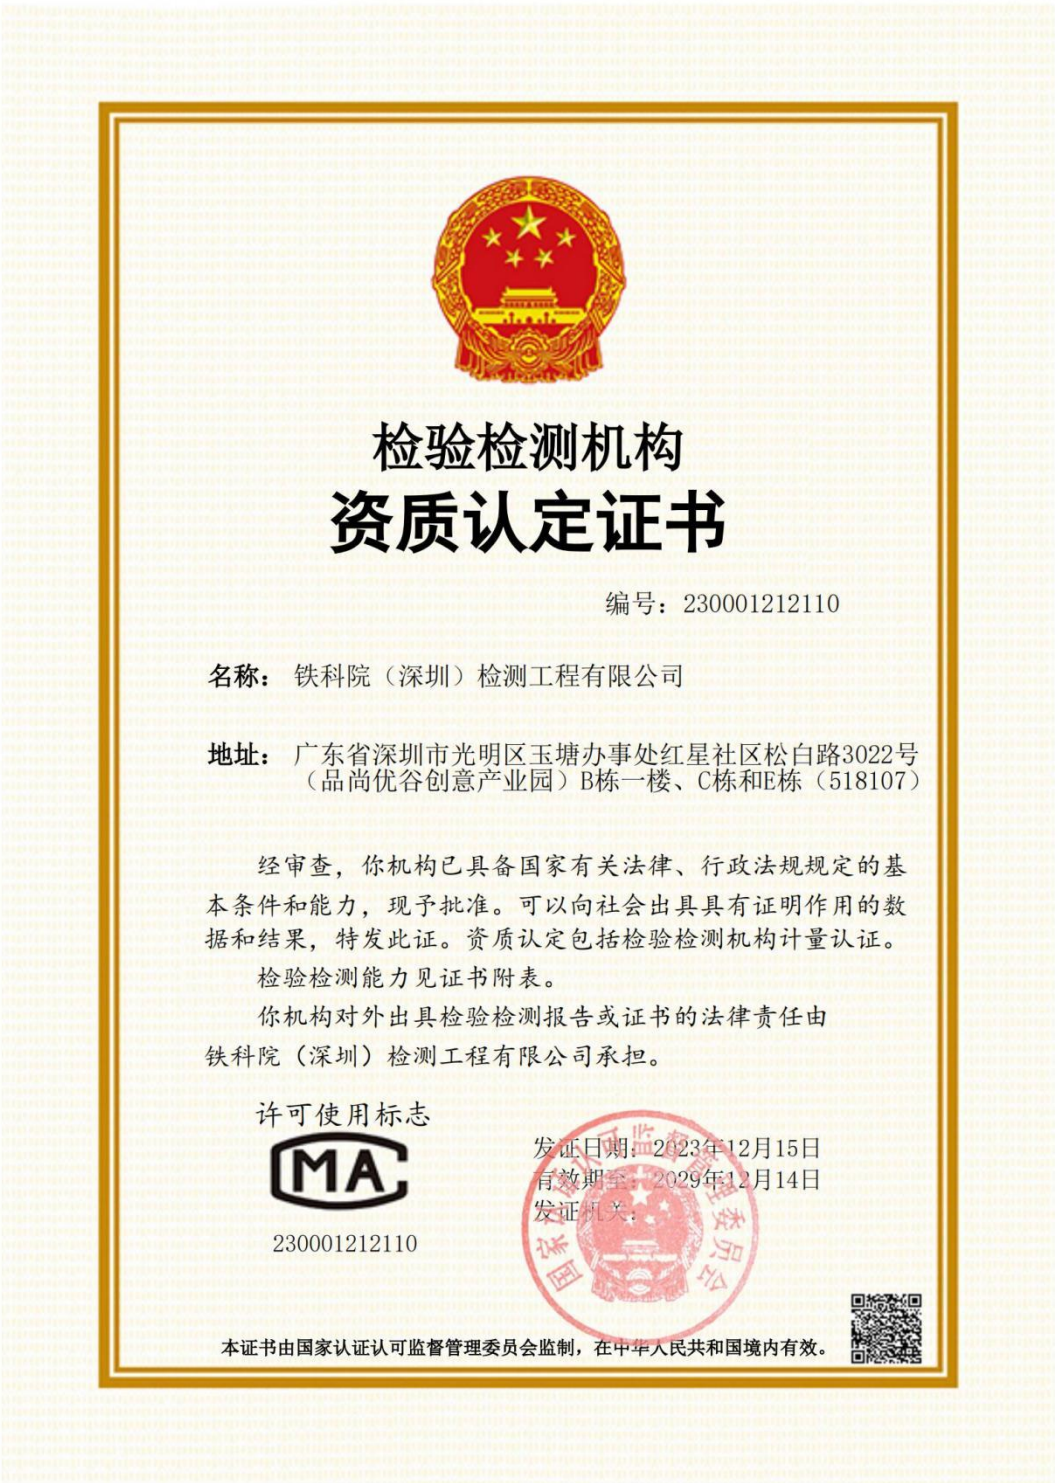 检验检测机构
资质认定证书
编号：230001212110
名称：铁科院（深圳）检测工程有限公司
地址：广东省深圳市光明区玉塘办事处红星社区松白路3022号
（品尚优谷创意产业园）B栋一楼、C栋和E栋（518107）
经审查，你机构已具备国家有关法律、行政法规规定的基
本条件和能力，现予批准。可以向社会出具具有证明作用的数
据和结果，特发此证。资质认定包括检验检测机构计量认证。
检验检测能力见证书附表。
你机构对外出具检验检测报告或证书的法律责任由
铁科院（深圳）检测工程有限公司承担。
许可使用标志
MA
230001212110
发证日期：2023年12月15日
有效期至：2029年12月14日
发证机关：
国家认证认可监督管理委员会
本证书由国家认证认可监督管理委员会监制，在中华人民共和国境内有效。